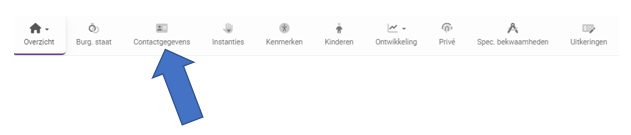 Overzicht Burg. staat Contactgegevens Instanties Kenmerken Kinderen Ontwikkeling Privé Spec. bekwaamheden Uitkeringen